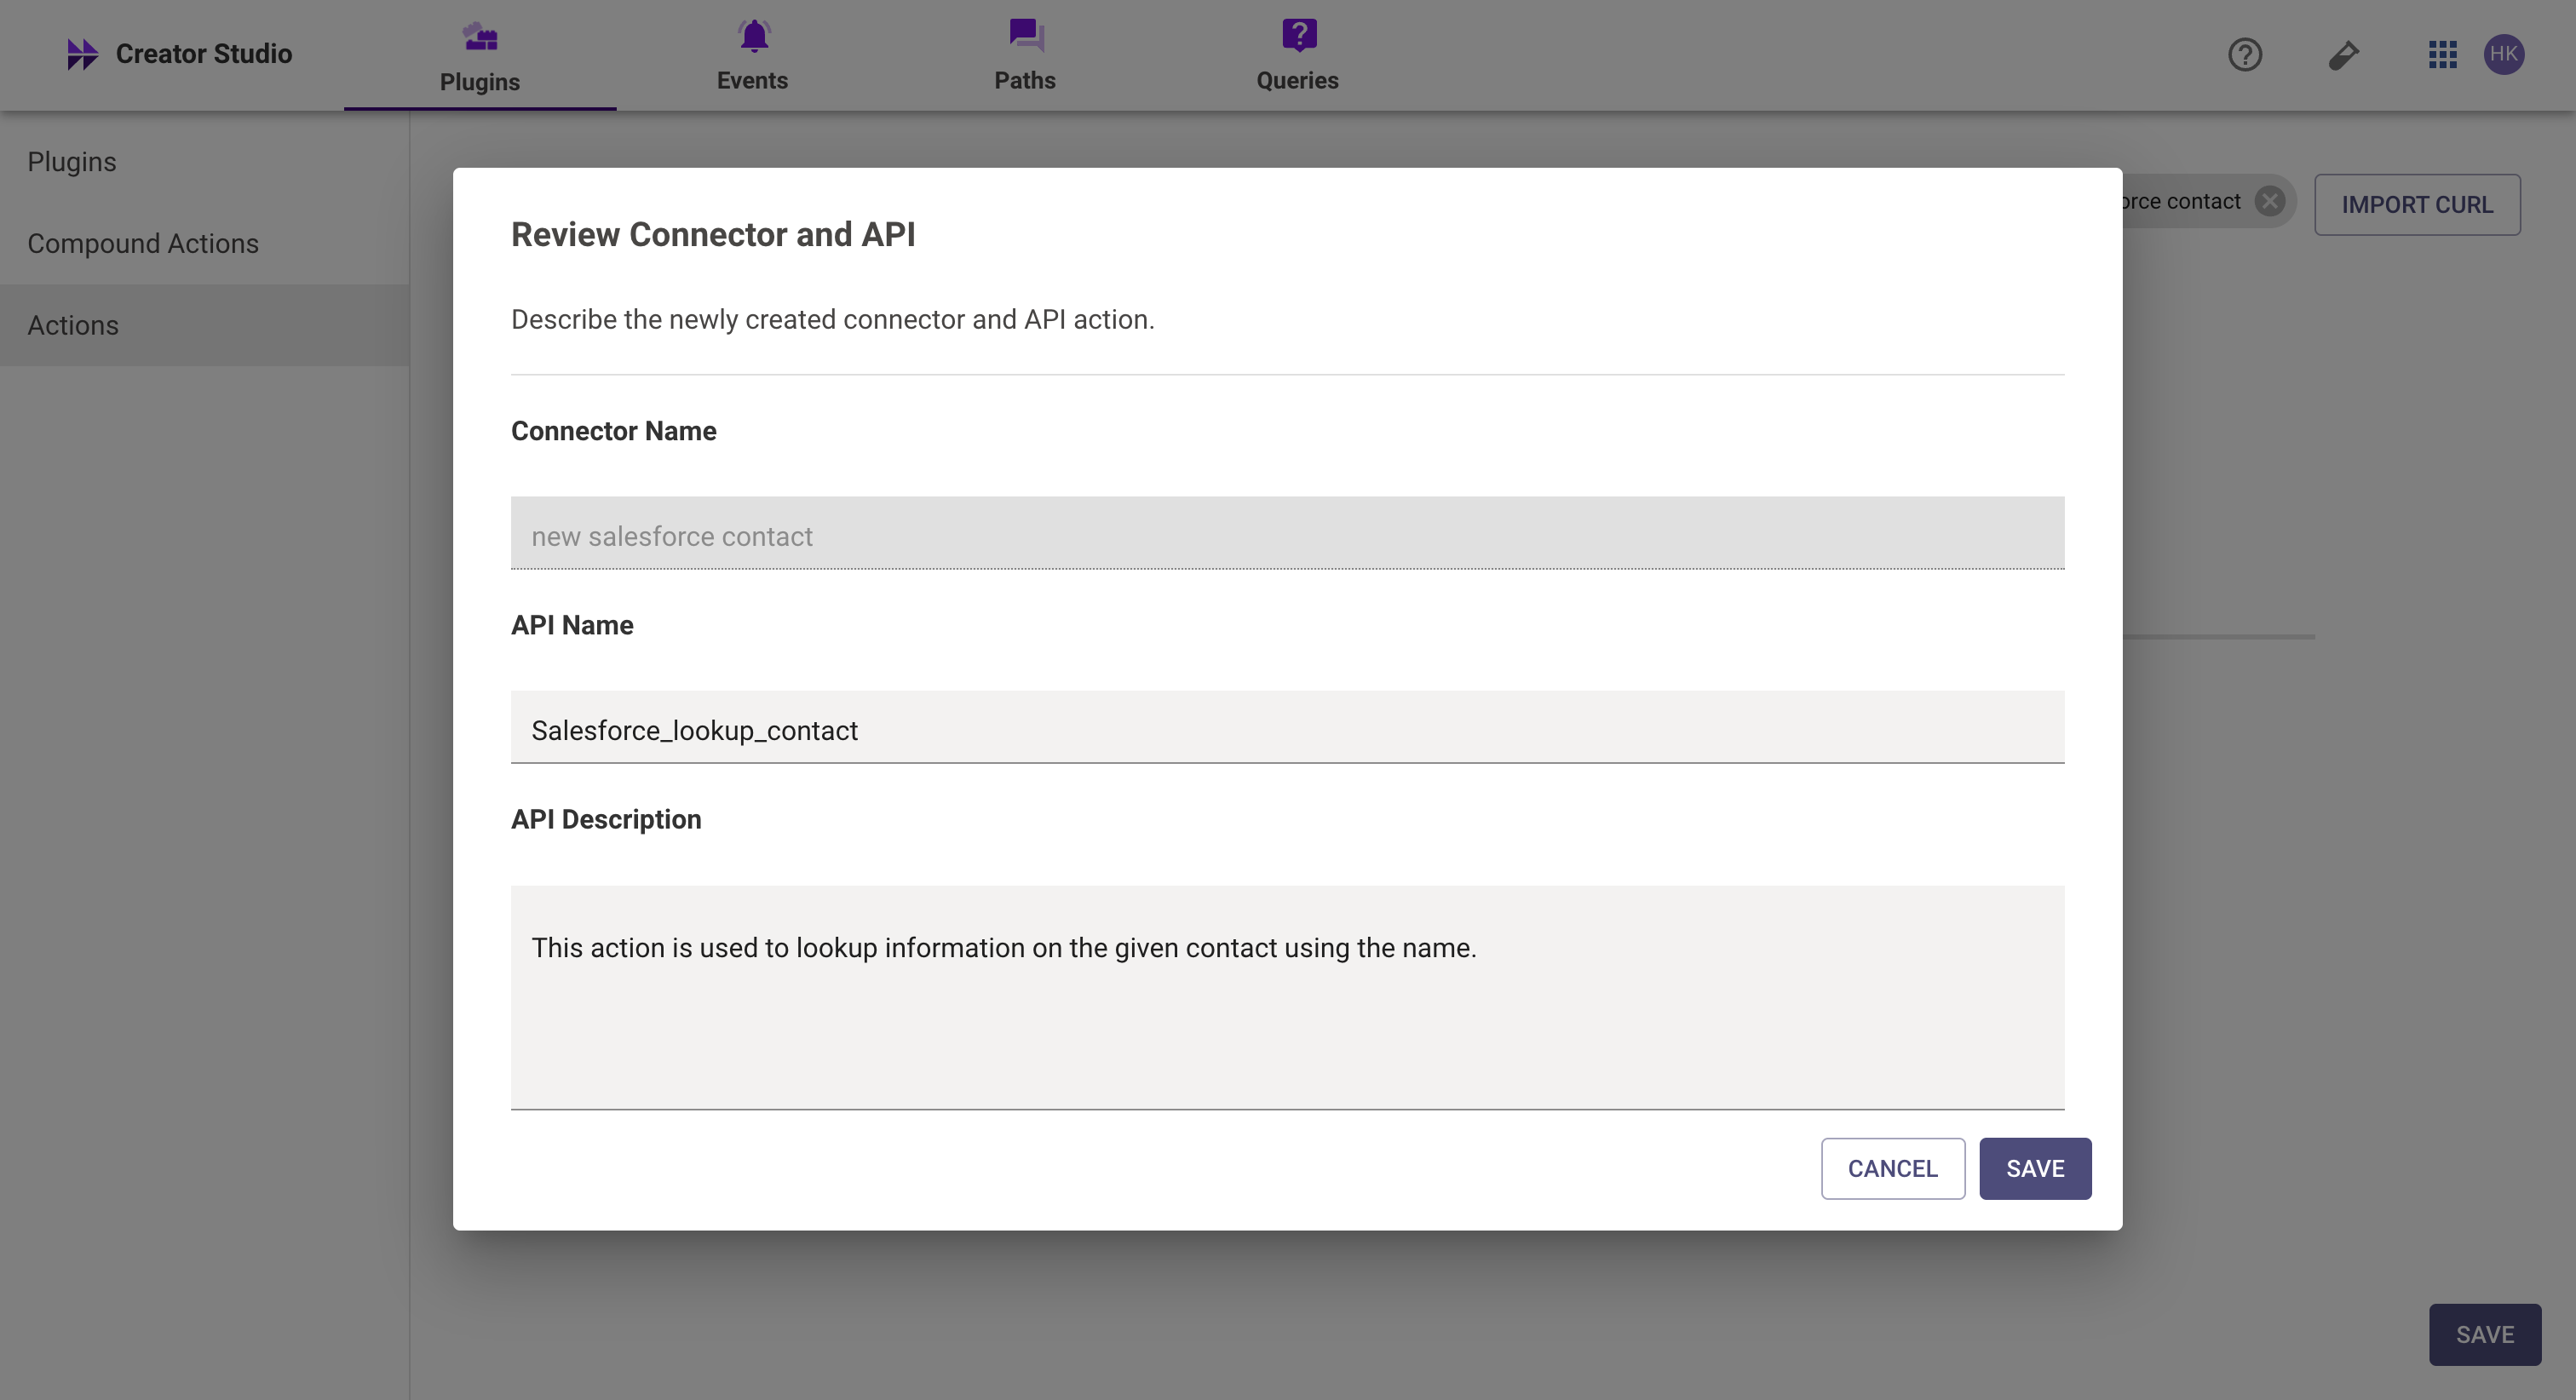 Creator Studio
Plugins
Events
Paths
Queries
HK
Plugins
Compound Actions
Actions
contact
IMPORT CURL
Review Connector and API
Describe the newly created connector and API action.
Connector Name
new salesforce contact
API Name
Salesforce_lookup_contact
API Description
This action is used to lookup information on the given contact using the name.
CANCEL
SAVE
SAVE